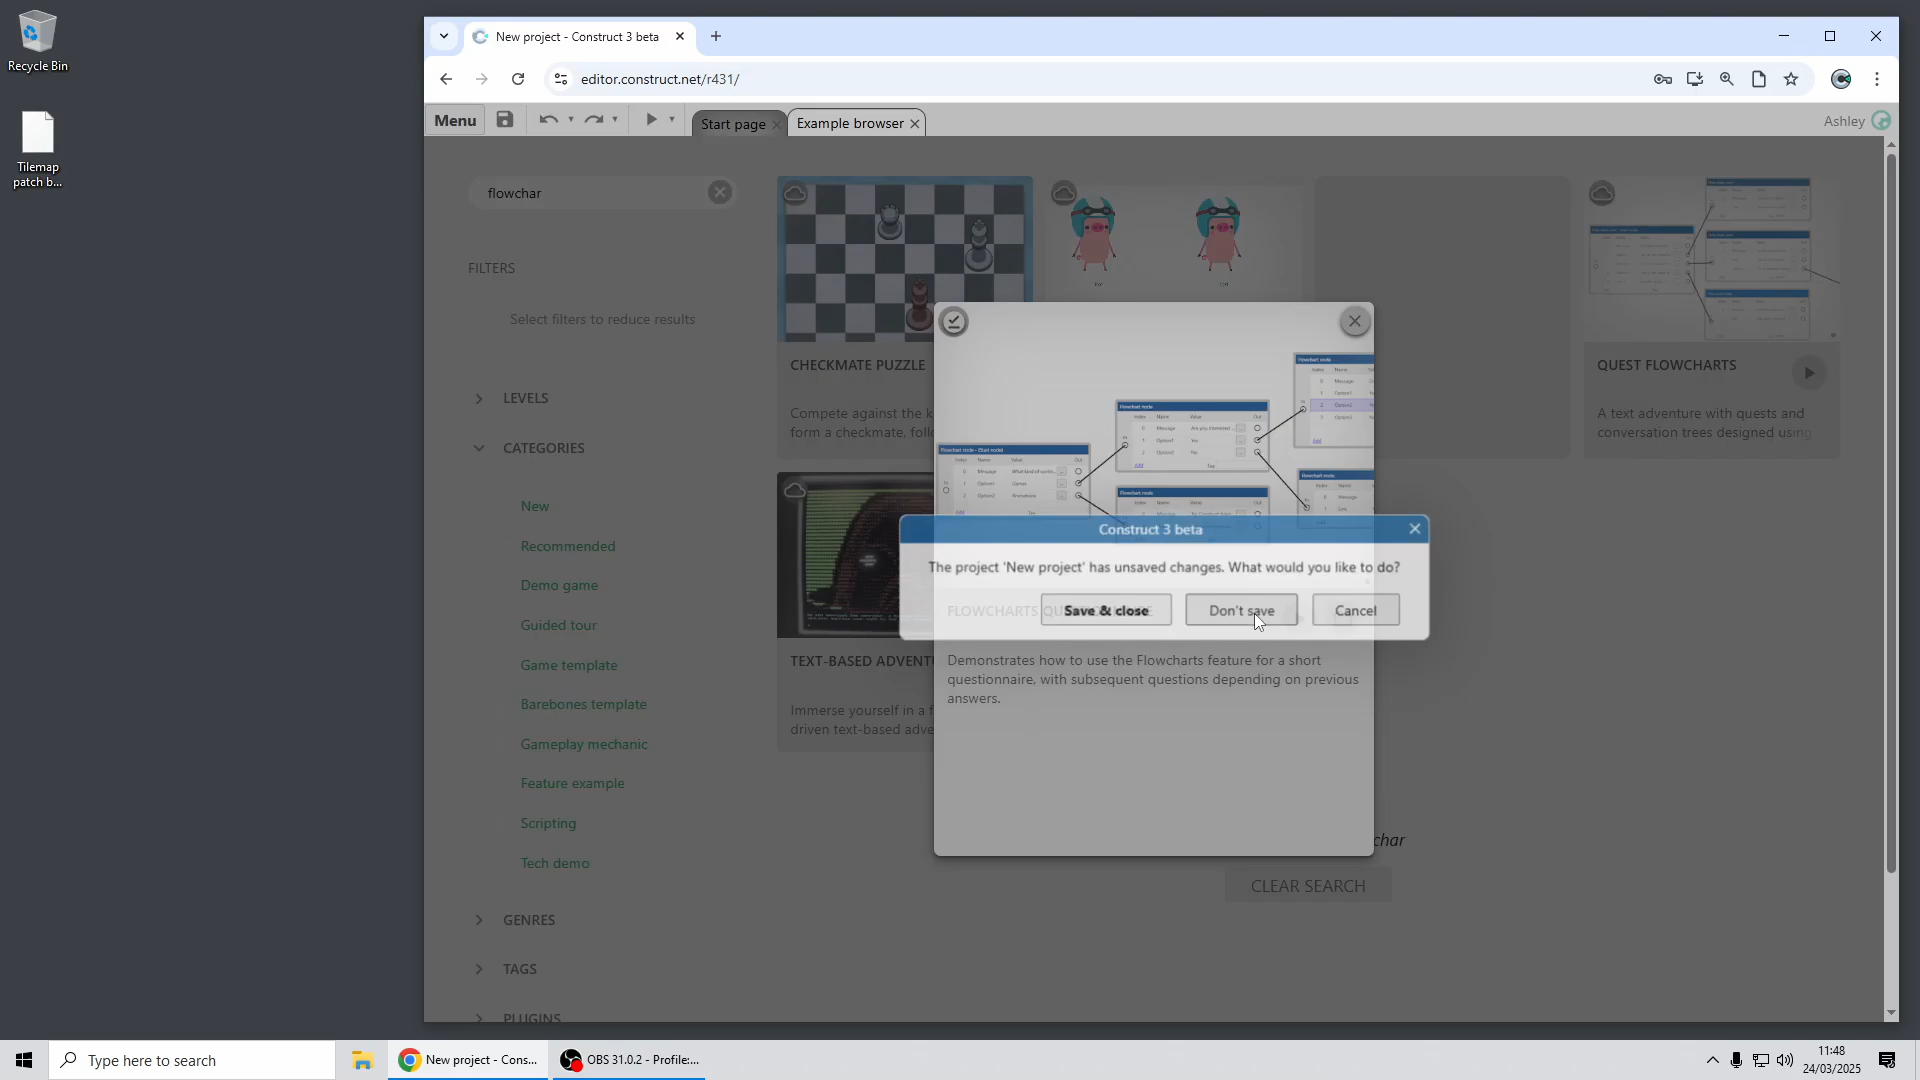 Recycle Bin
Tilemap
patch b...
New project - Construct 3 beta
editor.construct.net/r431/
Menu
Start page
Example browser
Ashley
flowchar
FILTERS
Select filters to reduce results
LEVELS
CATEGORIES
New
Recommended
Demo game
Guided tour
Game template
Barebones template
Gameplay mechanic
Feature example
Scripting
Tech demo
GENRES
TAGS
PLUGINS
CHECKMATE PUZZLE
Compete against the k
form a checkmate, foll
QUEST FLOWCHARTS
A text adventure with quests and
conversation trees designed using
TEXT-BASED ADVENTU
Immerse yourself in a f
driven text-based adve
Construct 3 beta
The project 'New project' has unsaved changes. What would you like to do?
Save & close
Don't save
Cancel
Demonstrates how to use the Flowcharts feature for a short
questionnaire, with subsequent questions depending on previous
answers.
char
CLEAR SEARCH
Type here to search
New project - Cons...
OBS 31.0.2 - Profile:...
11:48
24/03/2025